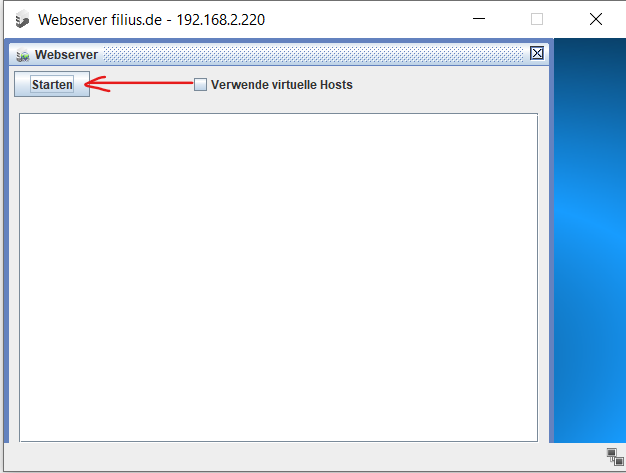 Webserver filius.de - 192.168.2.220
Webserver
Starten
Verwende virtuelle Hosts